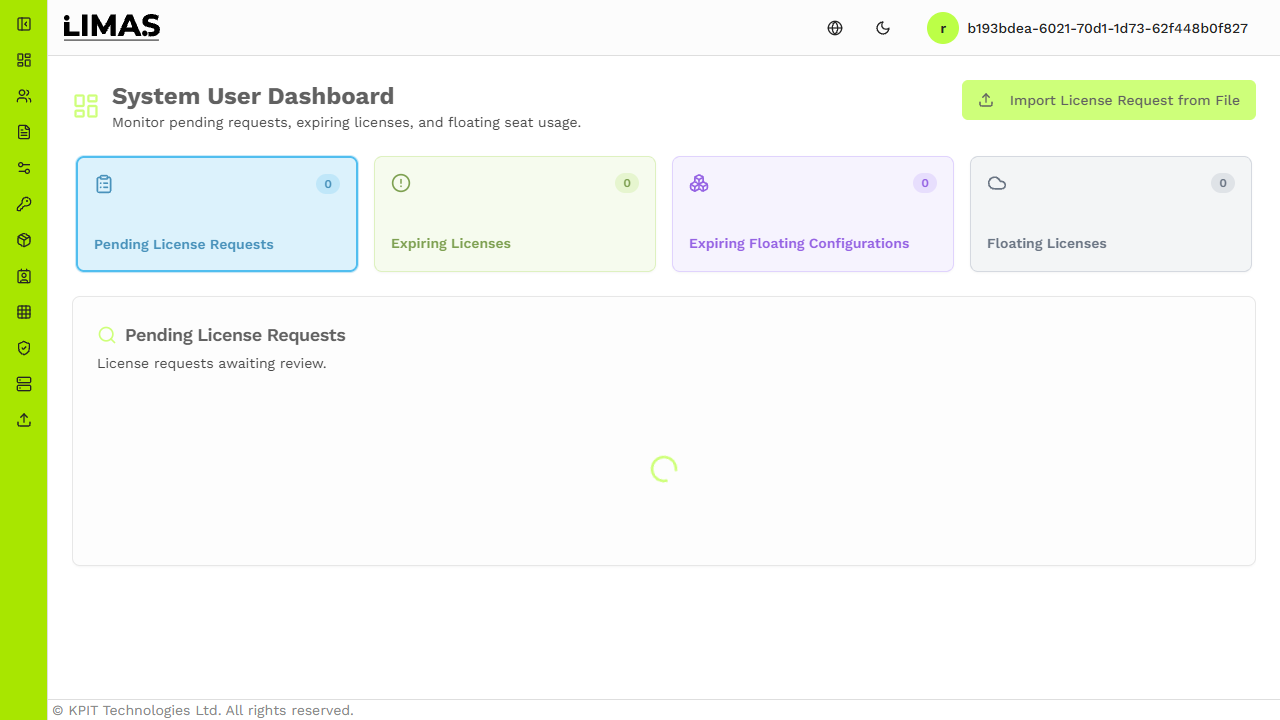 LIMAS
r
b193bdea-6021-70d1-1d73-62f448b0f827
System User Dashboard
Monitor pending requests, expiring licenses, and floating seat usage.
Import License Request from File
0
Pending License Requests
0
Expiring Licenses
0
Expiring Floating Configurations
0
Floating Licenses
Pending License Requests
License requests awaiting review.
© KPIT Technologies Ltd. All rights reserved.